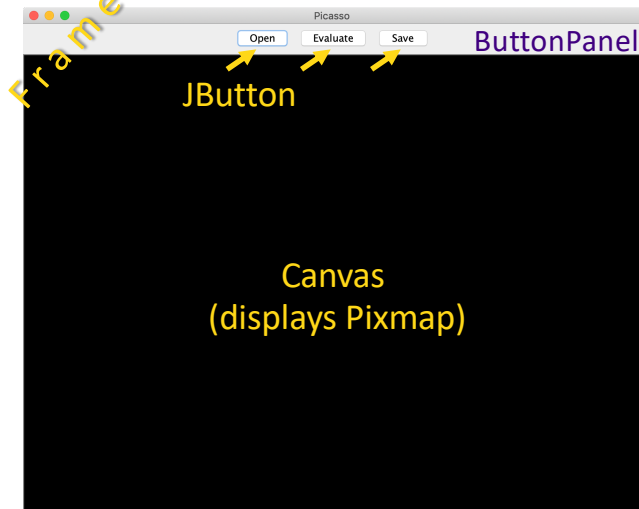 Picasso
Frame
Open Evaluate Save ButtonPanel
JButton
Canvas
(displays Pixmap)